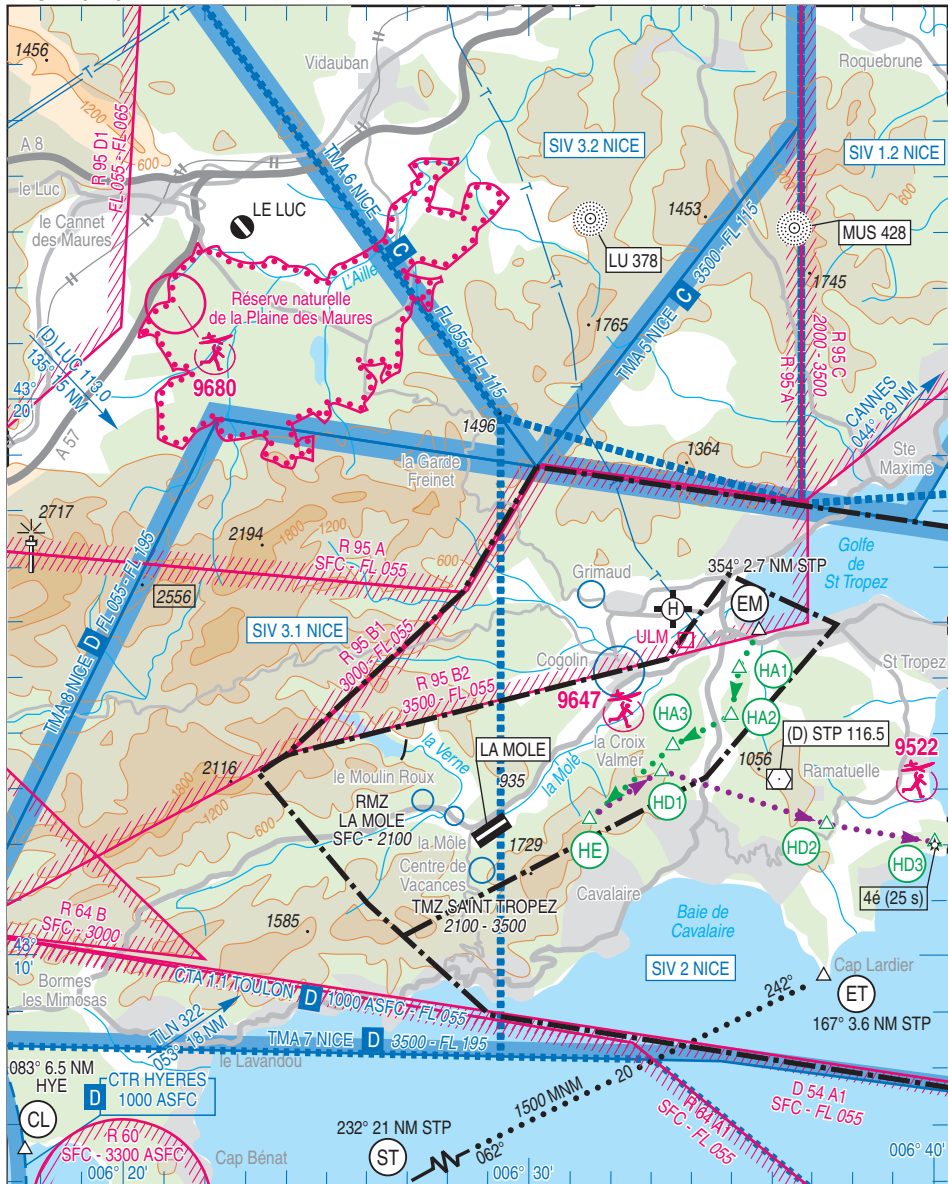 1456
1200
600
Vidauban
Roquebrune
A 8
R 95 D1
FL 055 - FL 065
TMA 6 NICE
C
FL 055 - FL 115
SIV 3.2 NICE
SIV 1.2 NICE
600
le Luc
le Cannet
des Maures
LE LUC
1453
LU 378
MUS 428
L'Aille
TMA 5 NICE
C
3500 - FL 115
1745
Réserve naturelle
de la Plaine des Maures
1765
R 95 C
2000 - 3500
R 95 A
(D) LUC 113.0
135° 15 NM
9680
43°
20'
CANNES
044° 29 NM
A 57
1496
la Garde
Freinet
1364
Ste
Maxime
2717
2194
1800
1200
600
R 95 A
SFC - FL 055
Golfe
de
St Tropez
2556
Grimaud
354° 2.7 NM STP
H
EM
TMA 8 NICE
D
FL 055 - FL 195
SIV 3.1 NICE
R 95 B1
3000 - FL 055
ULM
Cogolin
HA1
St Tropez
R 95 B2
3500 - FL 055
9647
HA3
HA2
la Verne
LA MOLE
la Croix
Valmer
(D) STP 116.5
9522
2116
1800
1200
600
le Moulin Roux
935
la Mole
1056
Ramatuelle
RMZ
LA MOLE
SFC - 2100
HD1
la Môle
1729
HE
HD2
HD3
Centre de
Vacances
Cavalaire
4é (25 s)
TMZ SAINT TROPEZ
2100 - 3500
R 64 B
SFC - 3000
1585
Baie de
Cavalaire
43°
10'
SIV 2 NICE
Cap Lardier
Bormes
les Mimosas
CTA 1.1 TOULON
D
1000 ASFC - FL 055
242°
ET
167° 3.6 NM STP
TLN 322
053° 18 NM
TMA 7 NICE
D
3500 - FL 195
le Lavandou
083° 6.5 NM
HYE
D
CTR HYERES
1000 ASFC
20
D 54 A1
SFC - FL 055
1500 MNM
R 64 A1
SFC - FL 055
CL
R 60
SFC - 3300 ASFC
232° 21 NM STP
062°
ST
Cap Bénat
006° 20'
006° 30'
006° 40'